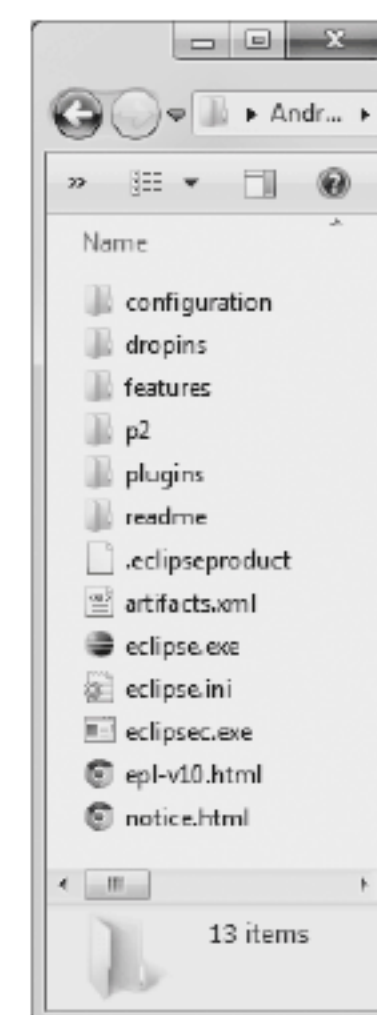 Andr...
Name
configuration
dropins
features
p2
plugins
readme
.eclipseproduct
artifacts.xml
eclipse.exe
eclipse.ini
eclipsec.exe
epl-v10.html
notice.html
13 items